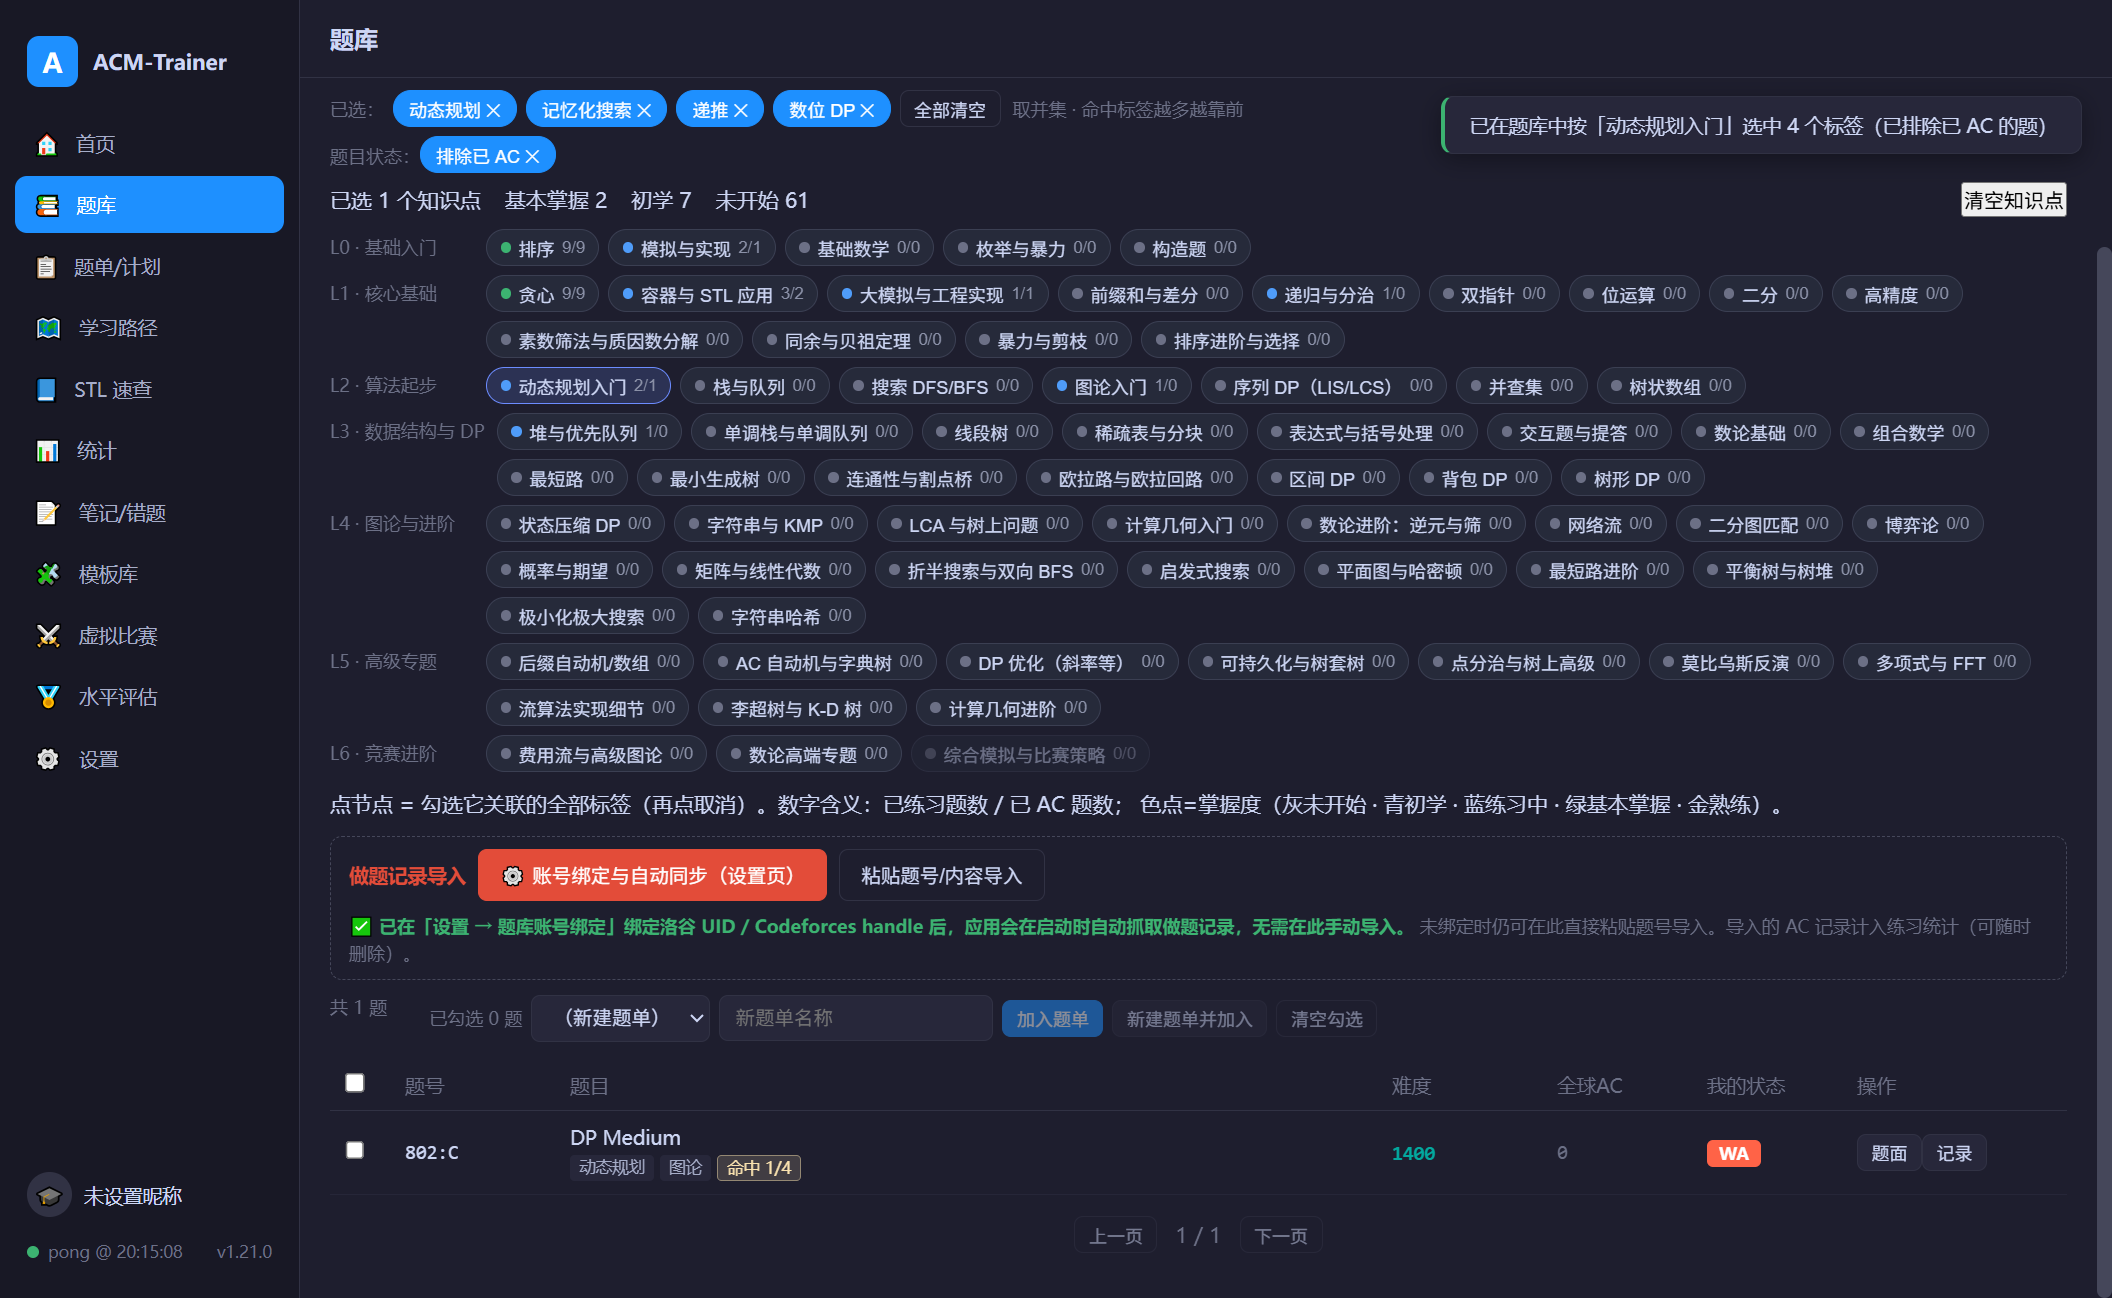 A ACM-Trainer
首页
题库
题单/计划
学习路径
STL 速查
统计
笔记/错题
模板库
虚拟比赛
水平评估
设置
未设置昵称
pong @ 20:15:08 v1.21.0
题库
已选： 动态规划 × 记忆化搜索 × 递推 × 数位 DP × 全部清空 取并集 · 命中标签越多越靠前
已在题库中按「动态规划入门」选中 4 个标签（已排除已 AC 的题）
题目状态： 排除已 AC ×
已选 1 个知识点 基本掌握 2 初学 7 未开始 61 清空知识点
L0 · 基础入门 排序 9/9 模拟与实现 2/1 基础数学 0/0 枚举与暴力 0/0 构造题 0/0
L1 · 核心基础 贪心 9/9 容器与 STL 应用 3/2 大模拟与工程实现 1/1 前缀和与差分 0/0 递归与分治 1/0 双指针 0/0 位运算 0/0 二分 0/0 高精度 0/0
素数筛法与质因数分解 0/0 同余与贝祖定理 0/0 暴力与剪枝 0/0 排序进阶与选择 0/0
L2 · 算法起步 动态规划入门 2/1 栈与队列 0/0 搜索 DFS/BFS 0/0 图论入门 1/0 序列 DP（LIS/LCS） 0/0 并查集 0/0 树状数组 0/0
L3 · 数据结构与 DP 堆与优先队列 1/0 单调栈与单调队列 0/0 线段树 0/0 稀疏表与分块 0/0 表达式与括号处理 0/0 交互题与提答 0/0 数论基础 0/0 组合数学 0/0
最短路 0/0 最小生成树 0/0 连通性与割点桥 0/0 欧拉路与欧拉回路 0/0 区间 DP 0/0 背包 DP 0/0 树形 DP 0/0
L4 · 图论与进阶 状态压缩 DP 0/0 字符串与 KMP 0/0 LCA 与树上问题 0/0 计算几何入门 0/0 数论进阶：逆元与筛 0/0 网络流 0/0 二分图匹配 0/0 博弈论 0/0
概率与期望 0/0 矩阵与线性代数 0/0 折半搜索与双向 BFS 0/0 启发式搜索 0/0 平面图与哈密顿 0/0 最短路进阶 0/0 平衡树与树堆 0/0
极小化极大搜索 0/0 字符串哈希 0/0
L5 · 高级专题 后缀自动机/数组 0/0 AC 自动机与字典树 0/0 DP 优化（斜率等） 0/0 可持久化与树套树 0/0 点分治与树上高级 0/0 莫比乌斯反演 0/0 多项式与 FFT 0/0
流算法实现细节 0/0 李超树与 K-D 树 0/0 计算几何进阶 0/0
L6 · 竞赛进阶 费用流与高级图论 0/0 数论高端专题 0/0 综合模拟与比赛策略 0/0
点节点 = 勾选它关联的全部标签（再点取消）。数字含义：已练习题数 / 已 AC 题数； 色点=掌握度（灰未开始 · 青初学 · 蓝练习中 · 绿基本掌握 · 金熟练）。
做题记录导入 账号绑定与自动同步（设置页） 粘贴题号/内容导入
已在「设置 → 题库账号绑定」绑定洛谷 UID / Codeforces handle 后，应用会在启动时自动抓取做题记录，无需在此手动导入。 未绑定时仍可在此直接粘贴题号导入。导入的 AC 记录计入练习统计（可随时
删除）。
共 1 题 已勾选 0 题 （新建题单） 新题单名称 加入题单 新建题单并加入 清空勾选
题号 题目 难度 全球AC 我的状态 操作
802:C DP Medium 1400 0 WA 题面 记录
动态规划 图论 命中 1/4
上一页 1 / 1 下一页